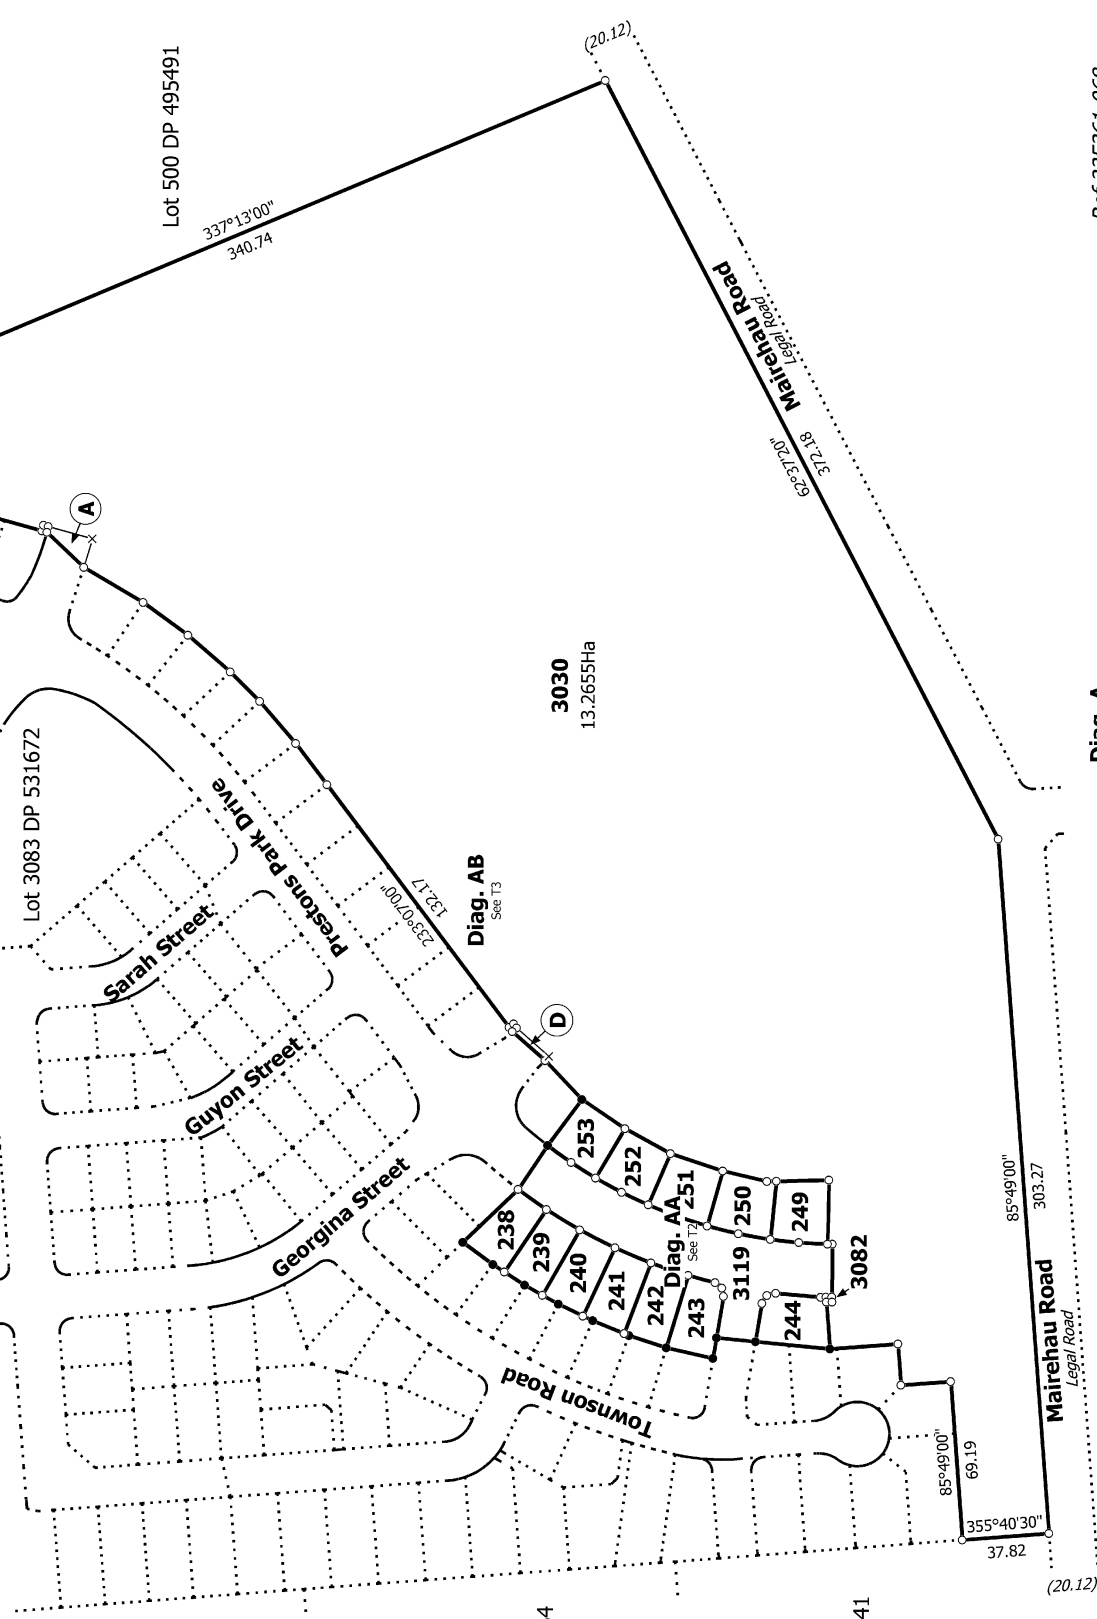 (20.12)
Lot 500 DP 495491
337°13'00"
340.74
Mairehau Road
Legal Road
62°37'20"
372.18
A
3030
13.2655Ha
Lot 3083 DP 531672
Prestons Park Drive
233°07'00"
132.17
Diag. AB
See T3
Sarah Street
Guyon Street
Georgina Street
D
253
252
251
250
249
238
239
240
241
242
243
244
Diag. AA
See T2
3119
3082
Townson Road
85°49'00"
303.27
Mairehau Road
Legal Road
85°49'00"
69.19
355°40'30"
37.82
(20.12)
4
41